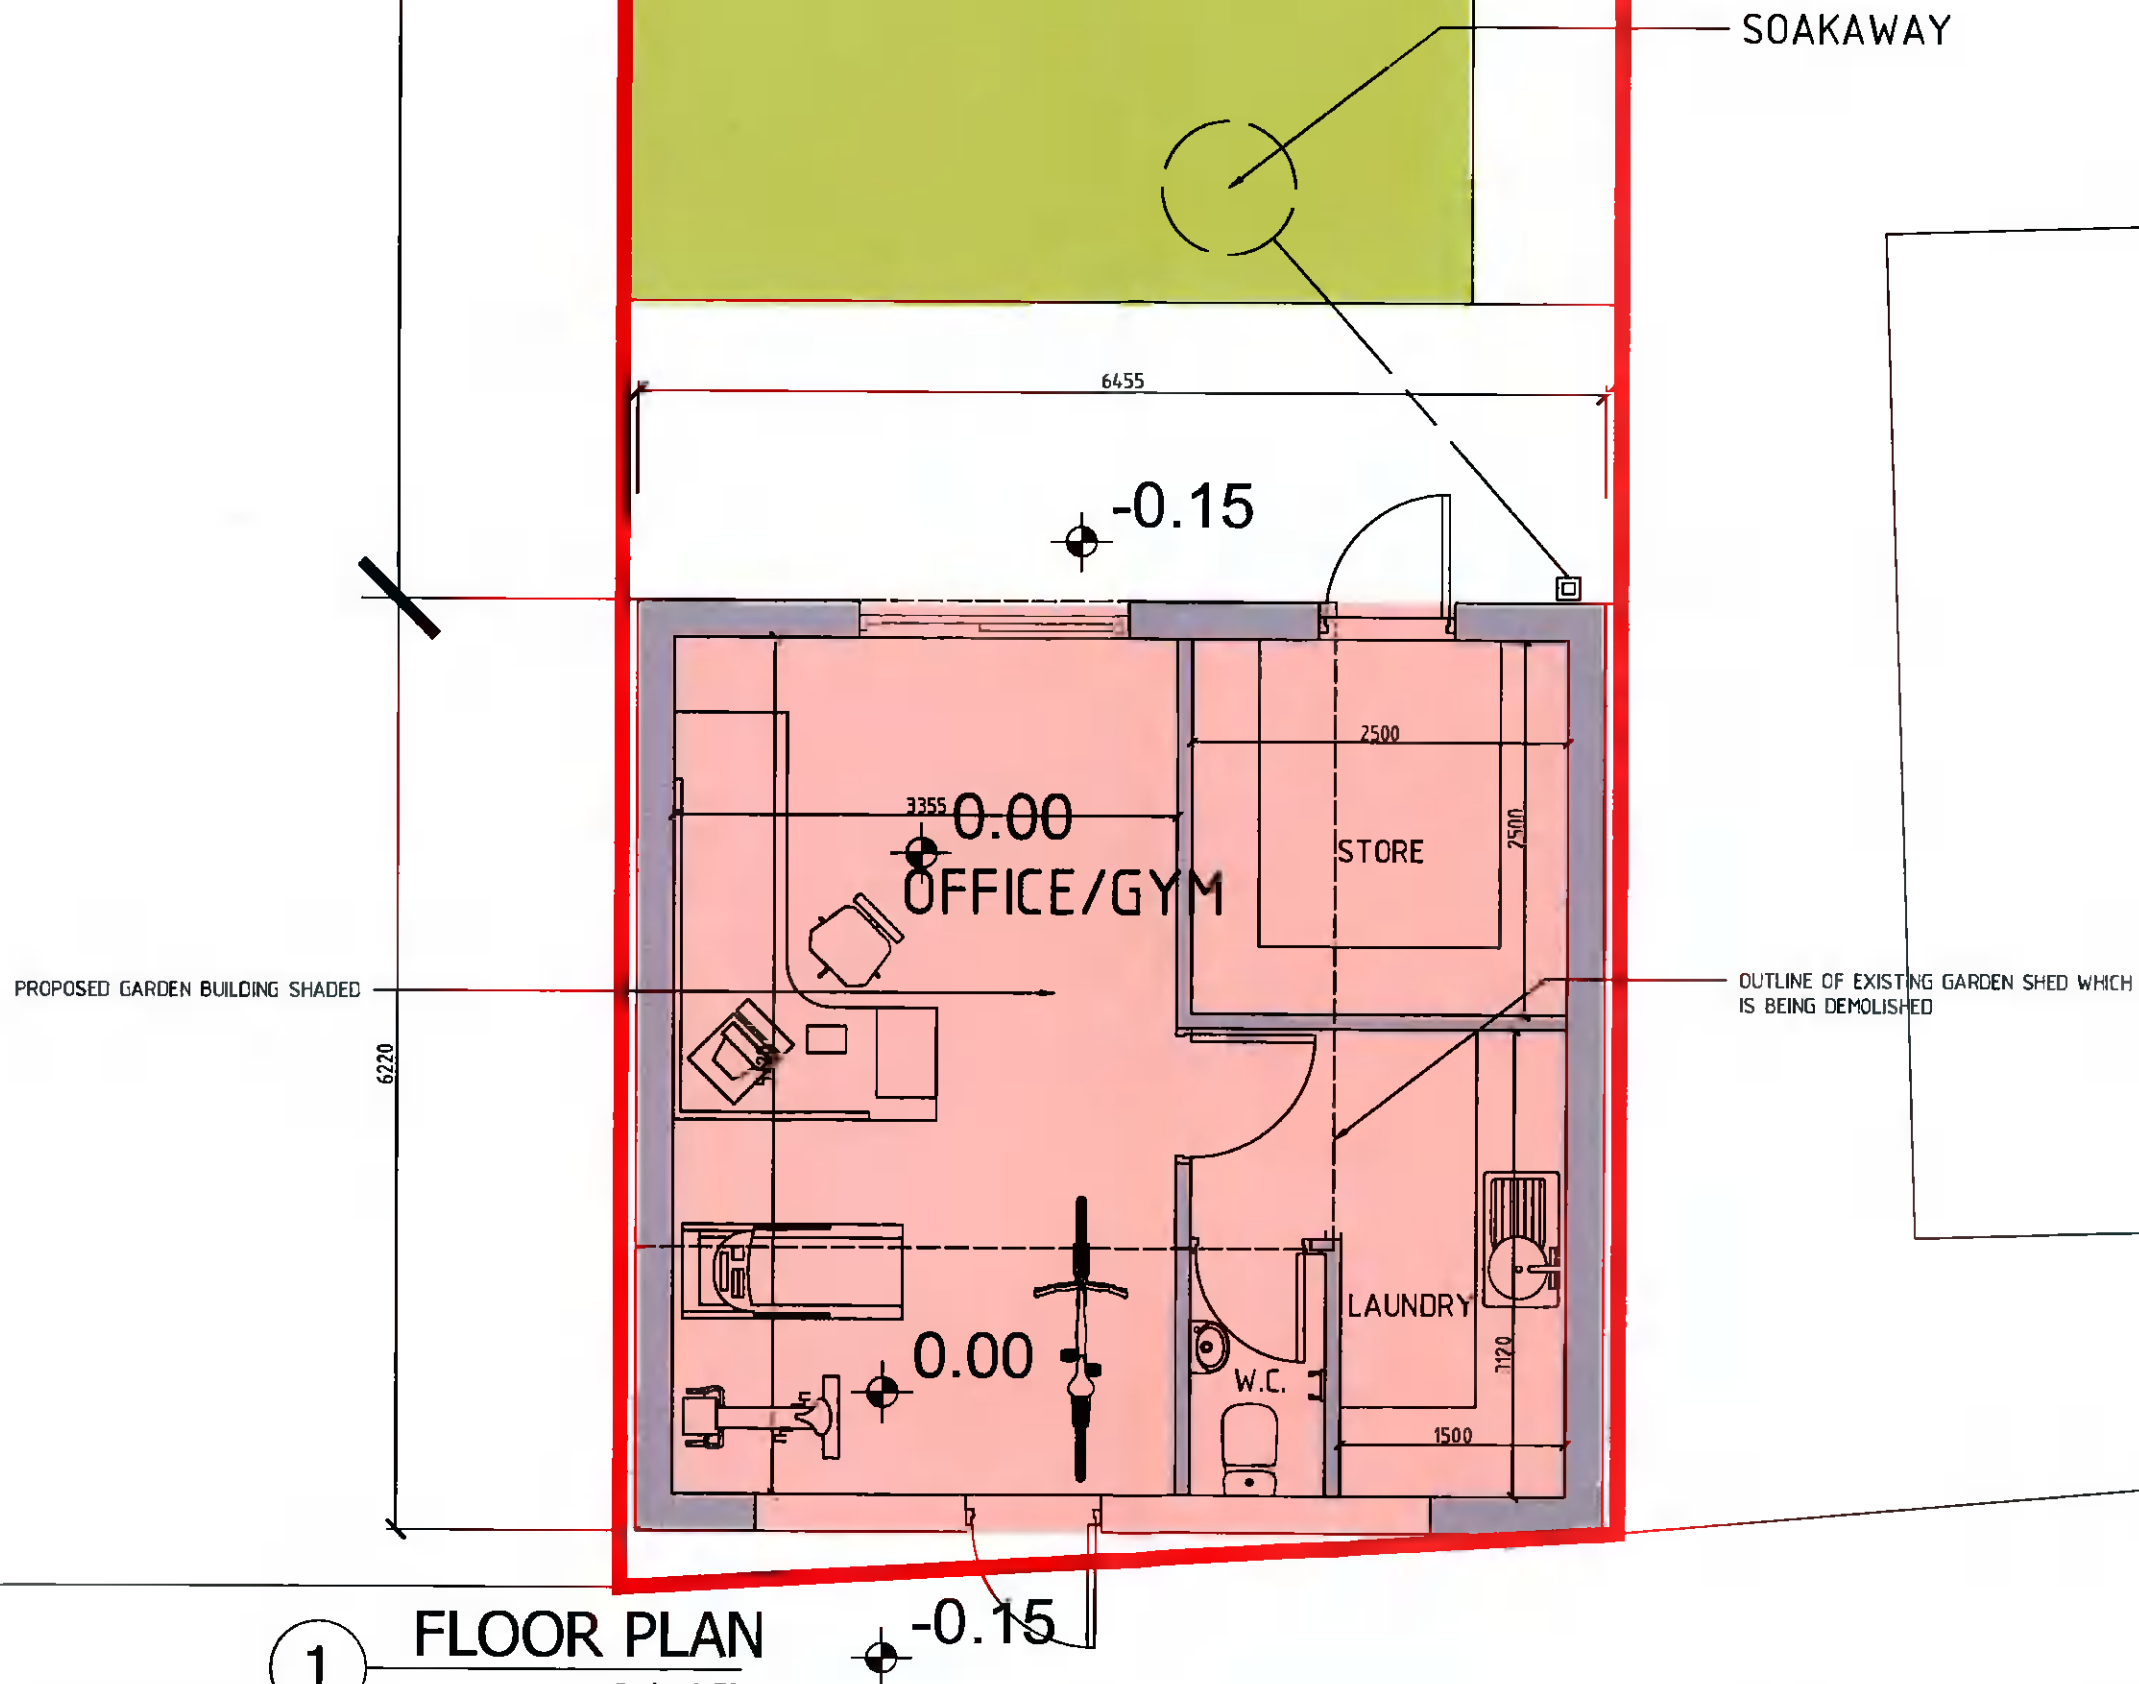 SOAKAWAY
6455
-0.15
2500
3355
0.00
2500
STORE
OFFICE/GYM
PROPOSED GARDEN BUILDING SHADED
OUTLINE OF EXISTING GARDEN SHED WHICH
IS BEING DEMOLISHED
6220
LAUNDRY
0.00
3120
W.C.
1500
-0.15
FLOOR PLAN
1